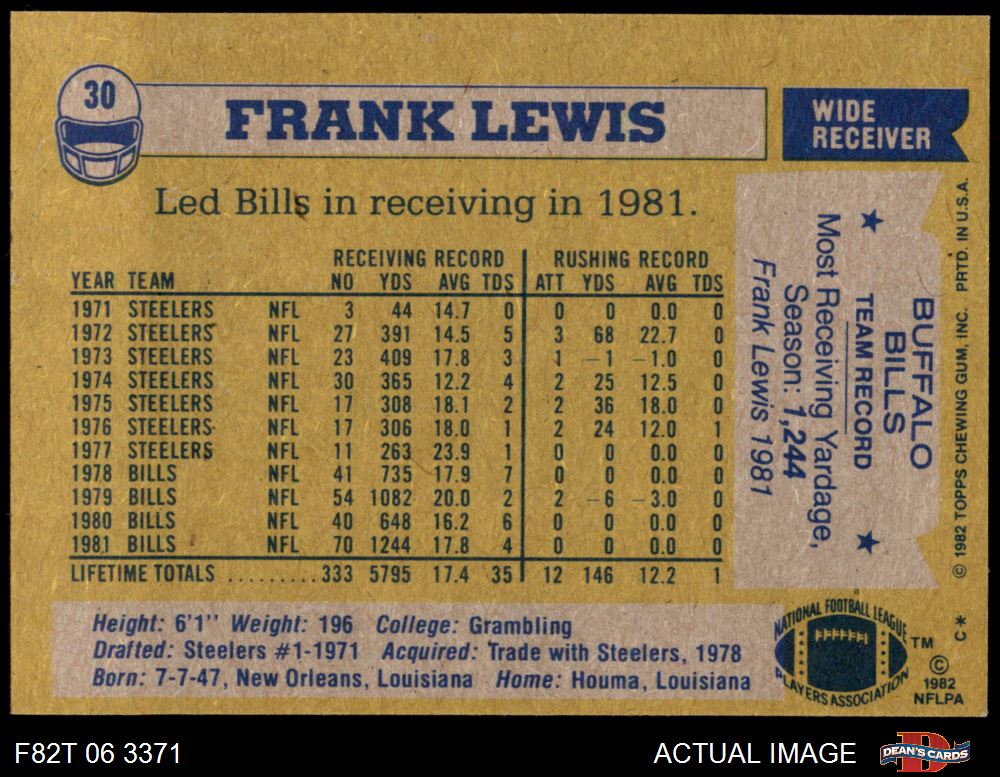 30
FRANK LEWIS
WIDE
RECEIVER
Led Bills in receiving in 1981.
RECEIVING RECORD RUSHING RECORD
YEAR TEAM NO YDS AVG TDS ATT YDS AVG TDS
1971 STEELERS NFL 3 44 14.7 0 0 0 0.0 0
1972 STEELERS NFL 27 391 14.5 5 3 68 22.7 0
1973 STEELERS NFL 23 409 17.8 3 1 -1 -1.0 0
1974 STEELERS NFL 30 365 12.2 4 2 25 12.5 0
1975 STEELERS NFL 17 308 18.1 2 2 36 18.0 0
1976 STEELERS NFL 17 306 18.0 1 2 24 12.0 1
1977 STEELERS NFL 11 263 23.9 1 0 0 0.0 0
1978 BILLS NFL 41 735 17.9 7 0 0 0.0 0
1979 BILLS NFL 54 1082 20.0 2 2 -6 -3.0 0
1980 BILLS NFL 40 648 16.2 6 0 0 0.0 0
1981 BILLS NFL 70 1244 17.8 4 0 0 0.0 0
LIFETIME TOTALS .......... 333 5795 17.4 35 12 146 12.2 1
BUFFALO
BILLS
★ TEAM RECORD ★
Most Receiving Yardage,
Season: 1,244
Frank Lewis 1981
© 1982 TOPPS CHEWING GUM, INC. PRTD. IN U.S.A.
C*
Height: 6'1" Weight: 196 College: Grambling
Drafted: Steelers #1-1971 Acquired: Trade with Steelers, 1978
Born: 7-7-47, New Orleans, Louisiana Home: Houma, Louisiana
NATIONAL FOOTBALL LEAGUE
PLAYERS ASSOCIATION
TM
©
1982
NFLPA
F82T 06 3371
ACTUAL IMAGE
DEAN'S CARDS